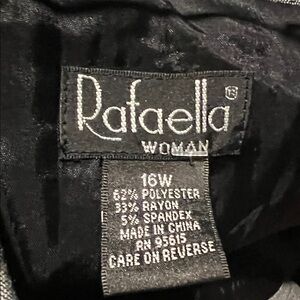 Rafaella®
WOMAN
16W
62% POLYESTER
33% RAYON
5% SPANDEX
MADE IN CHINA
RN 95615
CARE ON REVERSE